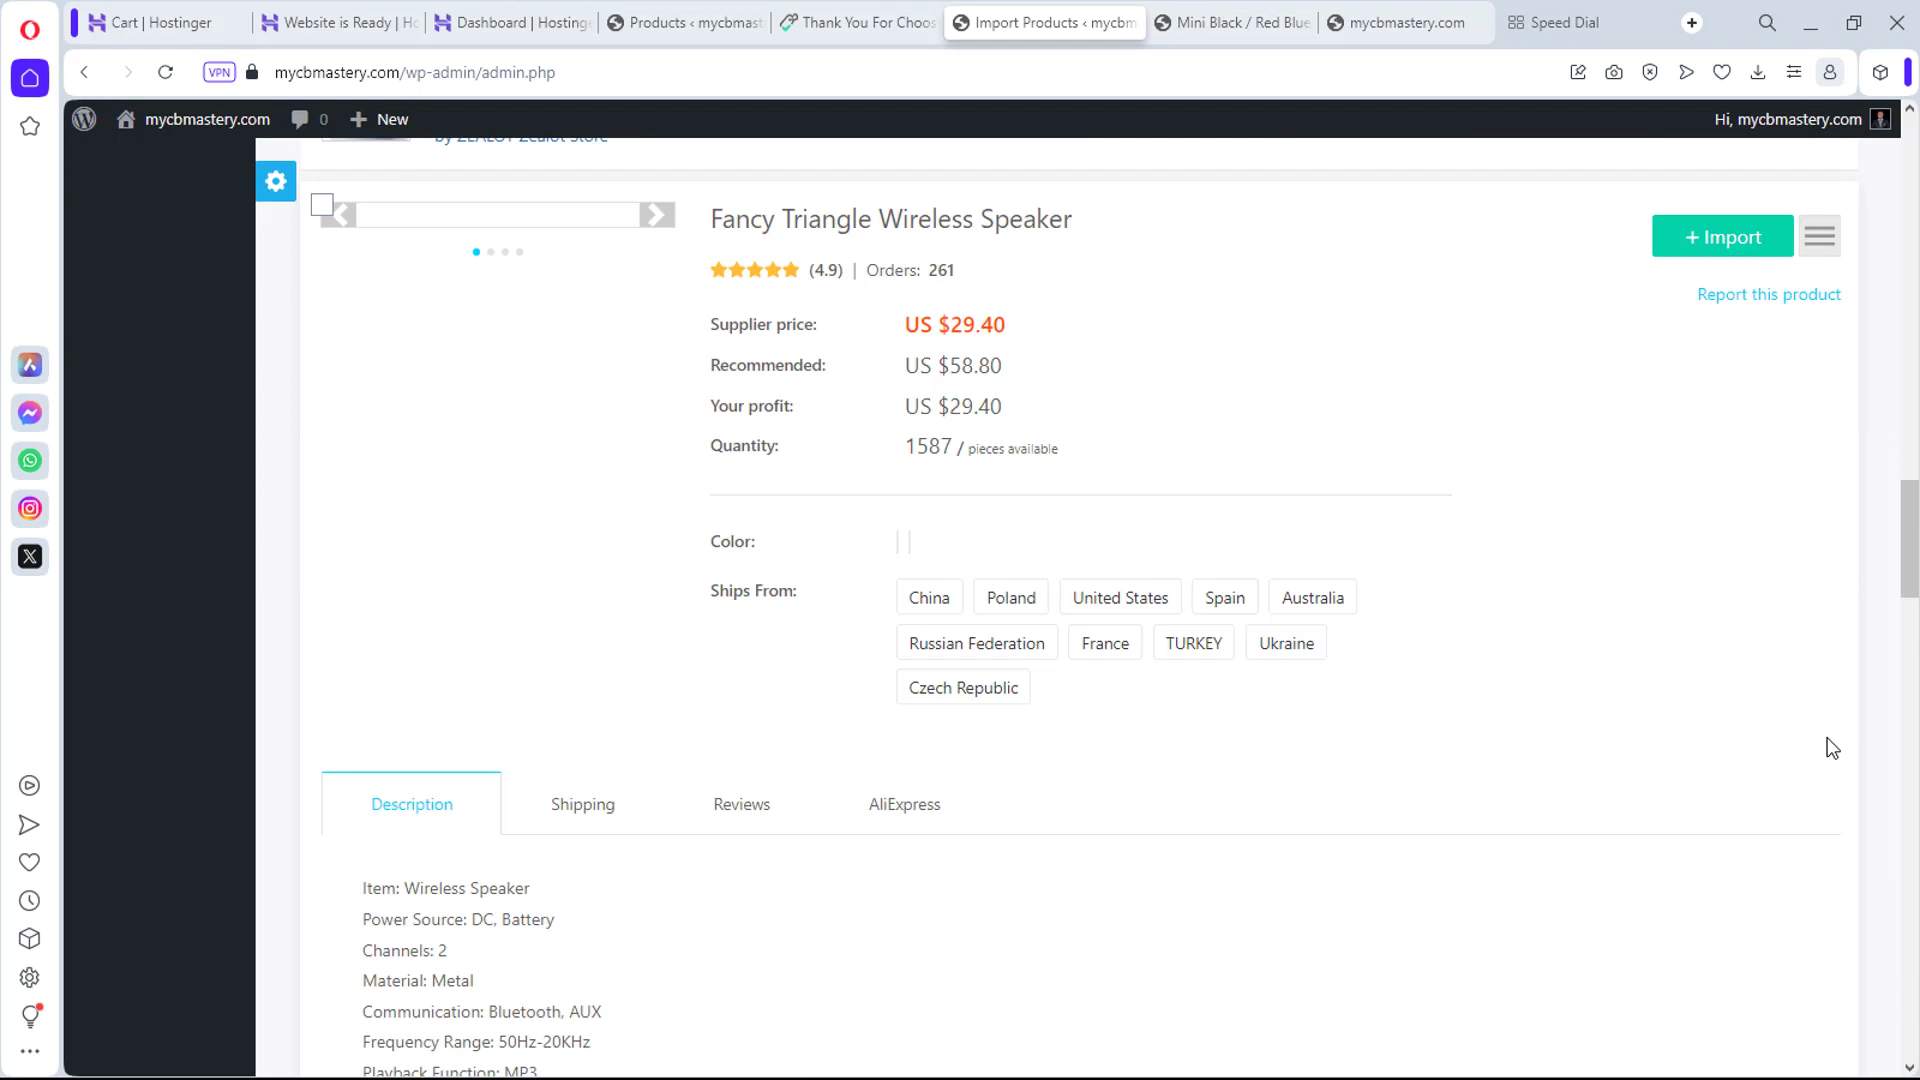 Cart | Hostinger
Website is Ready | Ho
Dashboard | Hosting
Products ‹ mycbmast
Thank You For Choos
Import Products ‹ mycbm
Mini Black / Red Blue
mycbmastery.com
Speed Dial
VPN
mycbmastery.com/wp-admin/admin.php
mycbmastery.com
0
New
Hi, mycbmastery.com
by ZEALOT Zealot Store
Fancy Triangle Wireless Speaker
+ Import
(4.9) | Orders: 261
Report this product
Supplier price: US $29.40
Recommended: US $58.80
Your profit: US $29.40
Quantity: 1587 / pieces available
Color:
Ships From: China Poland United States Spain Australia
Russian Federation France TURKEY Ukraine
Czech Republic
Description Shipping Reviews AliExpress
Item: Wireless Speaker
Power Source: DC, Battery
Channels: 2
Material: Metal
Communication: Bluetooth, AUX
Frequency Range: 50Hz-20KHz
Playback Function: MP3